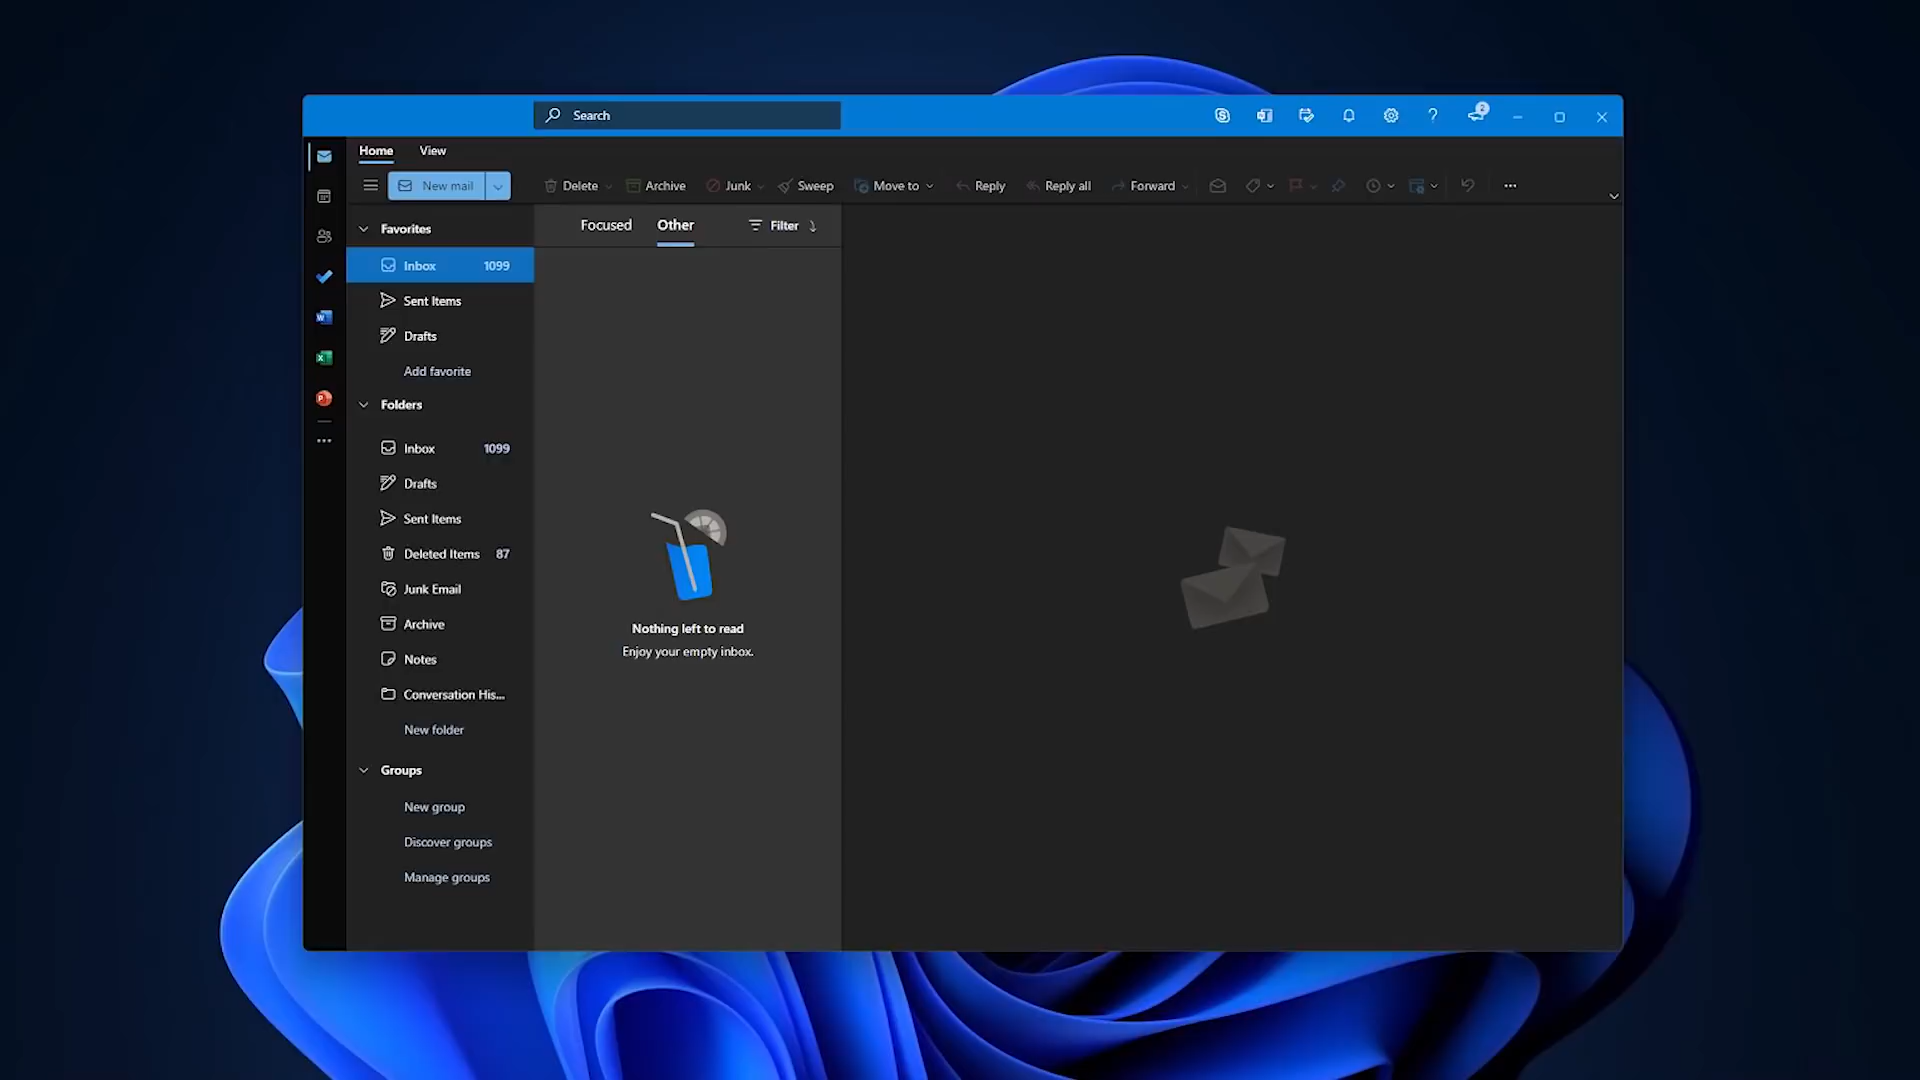 Search
2
Home View
New mail Delete Archive Junk Sweep Move to Reply Reply all Forward
Favorites
Inbox 1099
Sent Items
Drafts
Add favorite
Folders
Inbox 1099
Drafts
Sent Items
Deleted Items 87
Junk Email
Archive
Notes
Conversation His...
New folder
Groups
New group
Discover groups
Manage groups
Focused Other Filter
Nothing left to read
Enjoy your empty inbox.